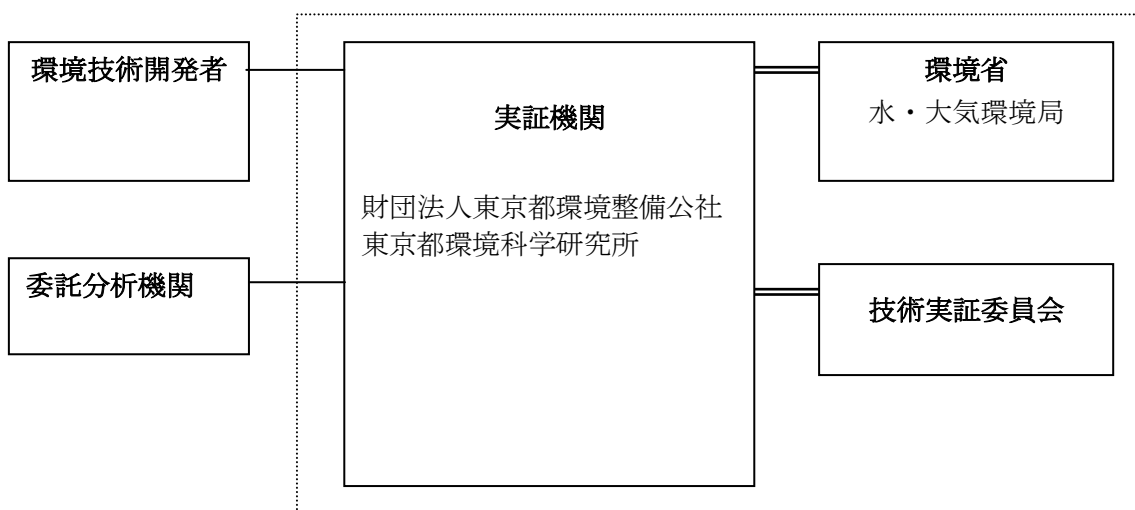 環境技術開発者
実証機関
財団法人東京都環境整備公社
東京都環境科学研究所
環境省
水・大気環境局
委託分析機関
技術実証委員会